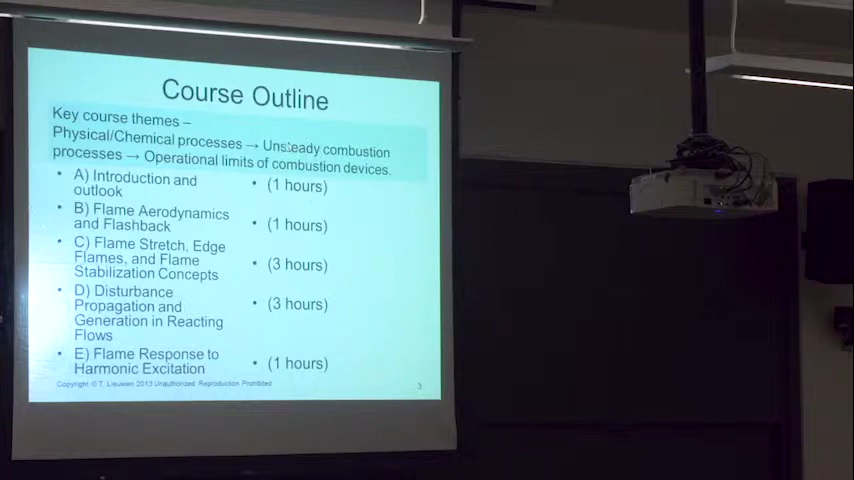 Course Outline
Key course themes –
Physical/Chemical processes → Unsteady combustion
processes → Operational limits of combustion devices.
• A) Introduction and
outlook
• (1 hours)
• B) Flame Aerodynamics
and Flashback
• (1 hours)
• C) Flame Stretch, Edge
Flames, and Flame
Stabilization Concepts
• (3 hours)
• D) Disturbance
Propagation and
Generation in Reacting
Flows
• (3 hours)
• E) Flame Response to
Harmonic Excitation
• (1 hours)
Copyright © T. Lieuwen 2013 Unauthorized Reproduction Prohibited
3